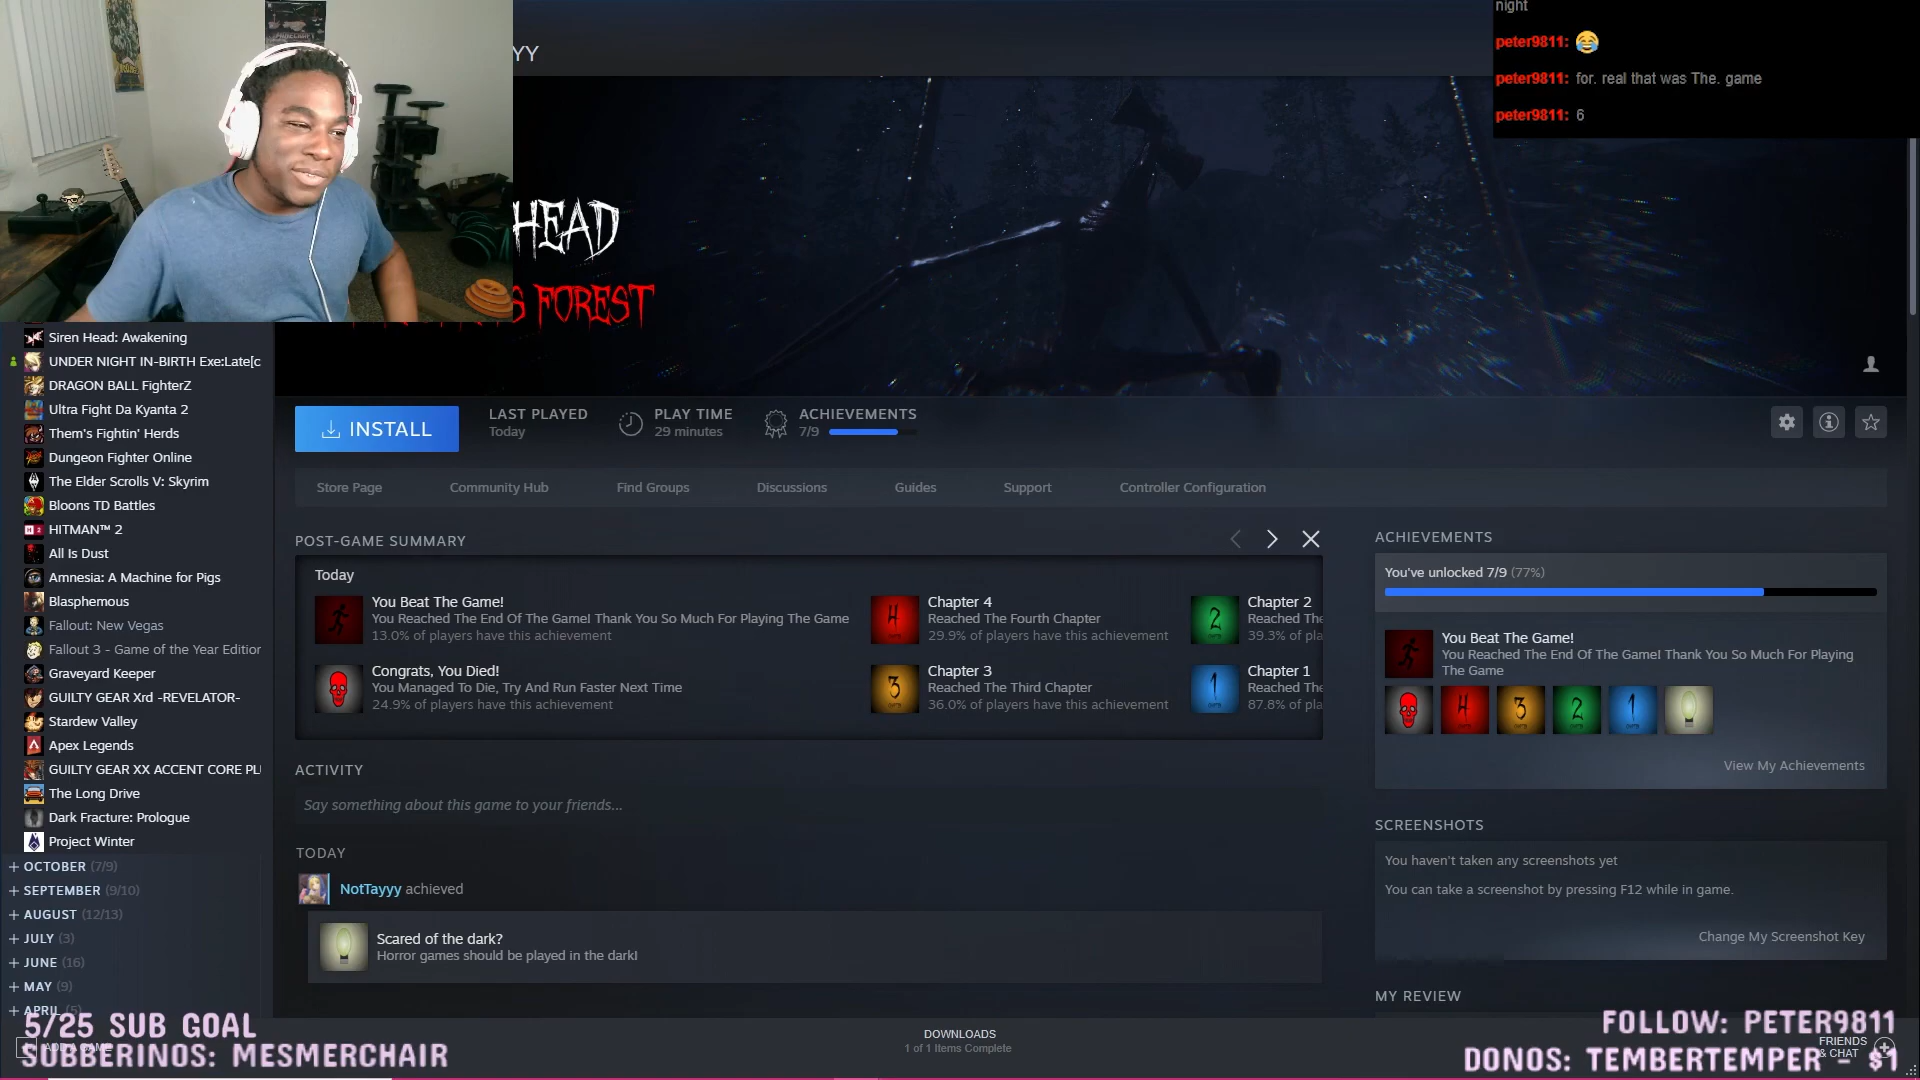 YY
night
peter9811: 😂
peter9811: for. real that was The. game
peter9811: 6
HEAD
FOREST
Siren Head: Awakening
UNDER NIGHT IN-BIRTH Exe:Late[c
DRAGON BALL FighterZ
Ultra Fight Da Kyanta 2
Them's Fightin' Herds
Dungeon Fighter Online
The Elder Scrolls V: Skyrim
Bloons TD Battles
HITMAN™ 2
All Is Dust
Amnesia: A Machine for Pigs
Blasphemous
Fallout: New Vegas
Fallout 3 - Game of the Year Edition
Graveyard Keeper
GUILTY GEAR Xrd -REVELATOR-
Stardew Valley
Apex Legends
GUILTY GEAR XX ACCENT CORE PL
The Long Drive
Dark Fracture: Prologue
Project Winter
+ OCTOBER (7/9)
+ SEPTEMBER (9/10)
+ AUGUST (12/13)
+ JULY (3)
+ JUNE (16)
+ MAY (9)
+ APRIL (5)
INSTALL
LAST PLAYED
Today
PLAY TIME
29 minutes
ACHIEVEMENTS
7/9
Store Page
Community Hub
Find Groups
Discussions
Guides
Support
Controller Configuration
POST-GAME SUMMARY
Today
You Beat The Game!
You Reached The End Of The Game! Thank You So Much For Playing The Game
13.0% of players have this achievement
Congrats, You Died!
You Managed To Die, Try And Run Faster Next Time
24.9% of players have this achievement
4
Chapter 4
Reached The Fourth Chapter
29.9% of players have this achievement
3
Chapter 3
Reached The Third Chapter
36.0% of players have this achievement
2
Chapter 2
Reached The
39.3% of pla
1
Chapter 1
Reached The
87.8% of pla
ACTIVITY
Say something about this game to your friends...
TODAY
NotTayyy achieved
Scared of the dark?
Horror games should be played in the dark!
ACHIEVEMENTS
You've unlocked 7/9 (77%)
You Beat The Game!
You Reached The End Of The Game! Thank You So Much For Playing
The Game
4 3 2 1
View My Achievements
SCREENSHOTS
You haven't taken any screenshots yet
You can take a screenshot by pressing F12 while in game.
Change My Screenshot Key
MY REVIEW
5/25 SUB GOAL
ADD A GAME
SUBBERINOS: MESMERCHAIR
DOWNLOADS
1 of 1 Items Complete
FOLLOW: PETER9811
FRIENDS
& CHAT
DONOS: TEMBERTEMPER - $1